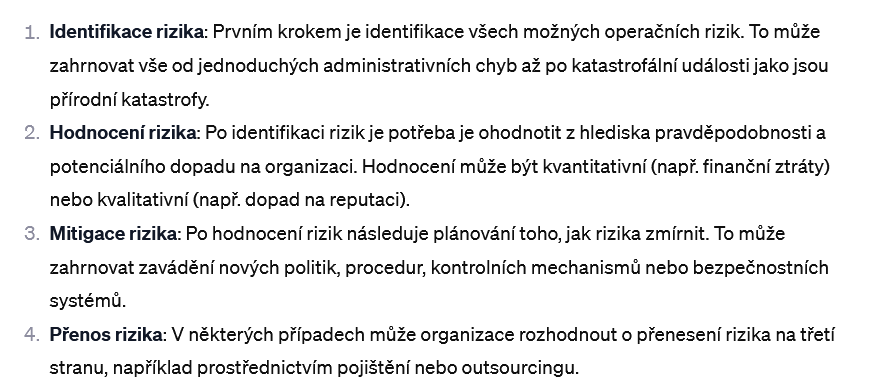 1. Identifikace rizika: Prvním krokem je identifikace všech možných operačních rizik. To může
zahrnovat vše od jednoduchých administrativních chyb až po katastrofální události jako jsou
přírodní katastrofy.
2. Hodnocení rizika: Po identifikaci rizik je potřeba je ohodnotit z hlediska pravděpodobnosti a
potenciálního dopadu na organizaci. Hodnocení může být kvantitativní (např. finanční ztráty)
nebo kvalitativní (např. dopad na reputaci).
3. Mitigace rizika: Po hodnocení rizik následuje plánování toho, jak rizika zmírnit. To může
zahrnovat zavádění nových politik, procedur, kontrolních mechanismů nebo bezpečnostních
systémů.
4. Přenos rizika: V některých případech může organizace rozhodnout o přenesení rizika na třetí
stranu, například prostřednictvím pojištění nebo outsourcingu.